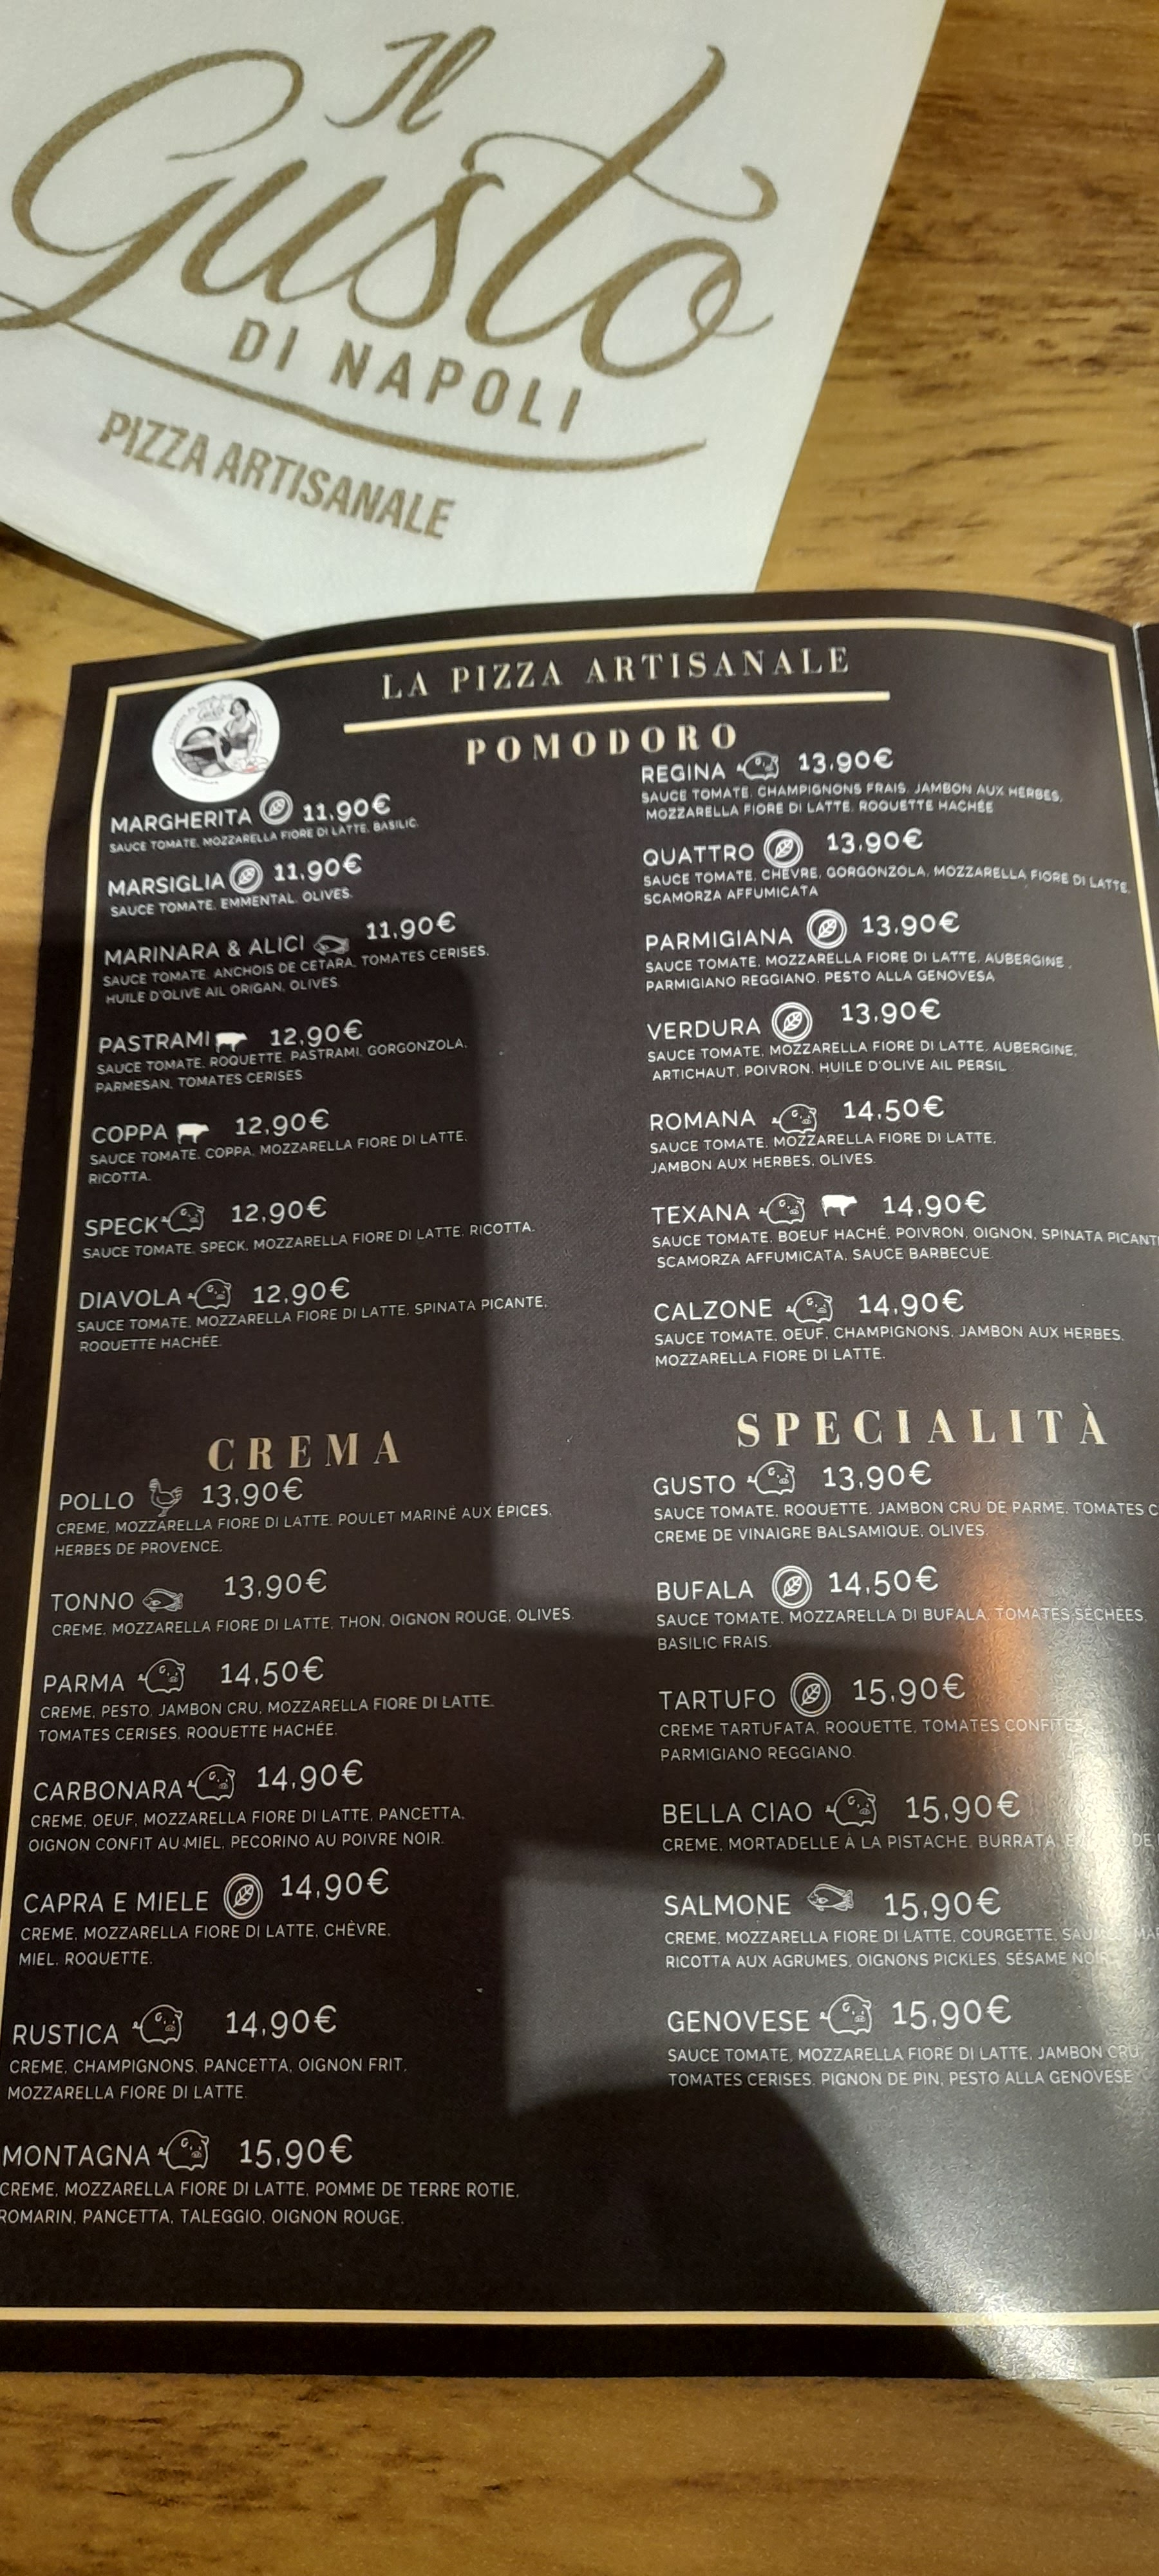 Il
Gusto
DI NAPOLI
PIZZA ARTISANALE
LA PIZZA ARTISANALE
POMODORO
MARGHERITA 11,90€
SAUCE TOMATE, MOZZARELLA FIORE DI LATTE, BASILIC.
MARSIGLIA 11,90€
SAUCE TOMATE, EMMENTAL, OLIVES.
MARINARA & ALICI 11,90€
SAUCE TOMATE, ANCHOIS DE CETARA, TOMATES CERISES,
HUILE D'OLIVE AIL ORIGAN, OLIVES.
PASTRAMI 12,90€
SAUCE TOMATE, ROQUETTE, PASTRAMI, GORGONZOLA,
PARMESAN, TOMATES CERISES
COPPA 12,90€
SAUCE TOMATE, COPPA, MOZZARELLA FIORE DI LATTE,
RICOTTA.
SPECK 12,90€
SAUCE TOMATE, SPECK, MOZZARELLA FIORE DI LATTE, RICOTTA.
DIAVOLA 12,90€
SAUCE TOMATE, MOZZARELLA FIORE DI LATTE, SPINATA PICANTE,
ROQUETTE HACHÉE.
REGINA 13,90€
SAUCE TOMATE, CHAMPIGNONS FRAIS, JAMBON AUX HERBES,
MOZZARELLA FIORE DI LATTE, ROQUETTE HACHÉE
QUATTRO 13,90€
SAUCE TOMATE, CHÈVRE, GORGONZOLA, MOZZARELLA FIORE DI LATTE,
SCAMORZA AFFUMICATA
PARMIGIANA 13,90€
SAUCE TOMATE, MOZZARELLA FIORE DI LATTE, AUBERGINE,
PARMIGIANO REGGIANO, PESTO ALLA GENOVESA
VERDURA 13,90€
SAUCE TOMATE, MOZZARELLA FIORE DI LATTE, AUBERGINE,
ARTICHAUT, POIVRON, HUILE D'OLIVE AIL PERSIL
ROMANA 14,50€
SAUCE TOMATE, MOZZARELLA FIORE DI LATTE,
JAMBON AUX HERBES, OLIVES.
TEXANA 14,90€
SAUCE TOMATE, BOEUF HACHÉ, POIVRON, OIGNON, SPINATA PICANT
SCAMORZA AFFUMICATA, SAUCE BARBECUE.
CALZONE 14,90€
SAUCE TOMATE, OEUF, CHAMPIGNONS, JAMBON AUX HERBES,
MOZZARELLA FIORE DI LATTE.
CREMA
POLLO 13,90€
CREME, MOZZARELLA FIORE DI LATTE, POULET MARINÉ AUX ÉPICES,
HERBES DE PROVENCE.
TONNO 13,90€
CREME, MOZZARELLA FIORE DI LATTE, THON, OIGNON ROUGE, OLIVES.
PARMA 14,50€
CREME, PESTO, JAMBON CRU, MOZZARELLA FIORE DI LATTE,
TOMATES CERISES, ROQUETTE HACHÉE.
CARBONARA 14,90€
CREME, OEUF, MOZZARELLA FIORE DI LATTE, PANCETTA,
OIGNON CONFIT AU MIEL, PECORINO AU POIVRE NOIR.
CAPRA E MIELE 14,90€
CREME, MOZZARELLA FIORE DI LATTE, CHÈVRE,
MIEL, ROQUETTE.
RUSTICA 14,90€
CREME, CHAMPIGNONS, PANCETTA, OIGNON FRIT,
MOZZARELLA FIORE DI LATTE.
MONTAGNA 15,90€
CREME, MOZZARELLA FIORE DI LATTE, POMME DE TERRE ROTIE,
ROMARIN, PANCETTA, TALEGGIO, OIGNON ROUGE.
SPECIALITÀ
GUSTO 13,90€
SAUCE TOMATE, ROQUETTE, JAMBON CRU DE PARME, TOMATES C
CREME DE VINAIGRE BALSAMIQUE, OLIVES.
BUFALA 14,50€
SAUCE TOMATE, MOZZARELLA DI BUFALA, TOMATES SÉCHEES,
BASILIC FRAIS.
TARTUFO 15,90€
CREME TARTUFATA, ROQUETTE, TOMATES CONFITES
PARMIGIANO REGGIANO.
BELLA CIAO 15,90€
CREME, MORTADELLE À LA PISTACHE, BURRATA, DE
SALMONE 15,90€
CREME, MOZZARELLA FIORE DI LATTE, COURGETTE,
RICOTTA AUX AGRUMES, OIGNONS PICKLES, SÉSAME NOIR
GENOVESE 15,90€
SAUCE TOMATE, MOZZARELLA FIORE DI LATTE, JAMBON CRU,
TOMATES CERISES, PIGNON DE PIN, PESTO ALLA GENOVESE